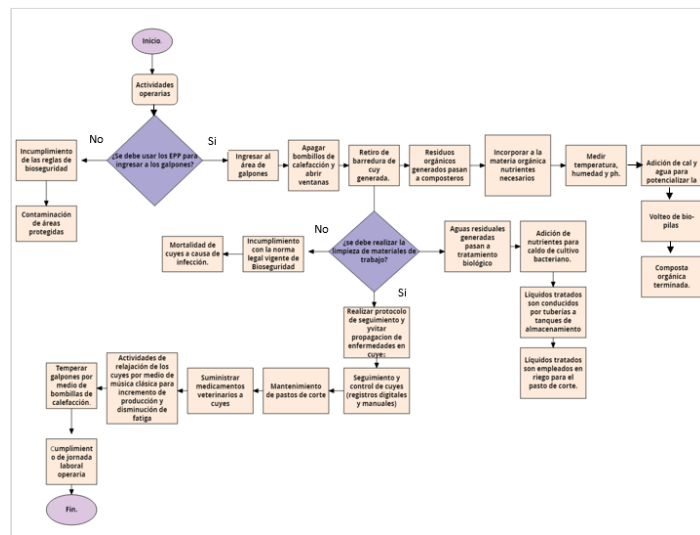 Inicio.
Actividades
operarias
No
¿Se debe usar los EPP para
ingresar a los galpones?
Si
Incumplimiento
de las reglas de
bioseguridad
Contaminación
de áreas
protegidas
Ingresar al
área de
galpones
Apagar
bombillos de
calefacción y
abrir
ventanas
Retiro de
barredura de
cuy
generada.
Residuos
orgánicos
generados pasan
a composteros
Incorporar a la
materia orgánica
nutrientes
necesarios
Medir
temperatura,
humedad y ph.
Adición de cal y
agua para
potencializar la
Volteo de bio-
pilas
Composta
orgánica
terminada.
No
¿se debe realizar la
limpieza de materiales de
trabajo?
Si
Incumplimiento
con la norma
legal vigente de
Bioseguridad
Mortalidad de
cuyes a causa de
infección.
Aguas residuales
generadas
pasan a
tratamiento
biológico
Adición de
nutrientes para
caldo de cultivo
bacteriano.
Líquidos tratados
son conducidos
por tuberías a
tanques de
almacenamiento
Líquidos tratados
son empleados en
riego para el
pasto de corte.
Realizar protocolo
de seguimiento y
yvitar
propagacion de
enfermedades en
cuyes
Seguimiento y
control de cuyes
(registros digitales
y manuales)
Mantenimiento
de pastos de corte
Suministrar
medicamentos
veterinarios a
cuyes
Actividades de
relajación de los
cuyes por medio de
música clásica para
incremento de
producción y
disminución de
fatiga
Temperar
galpones por
medio de
bombillas de
calefacción.
Cumplimient
o de jornada
laboral
operaria
Fin.